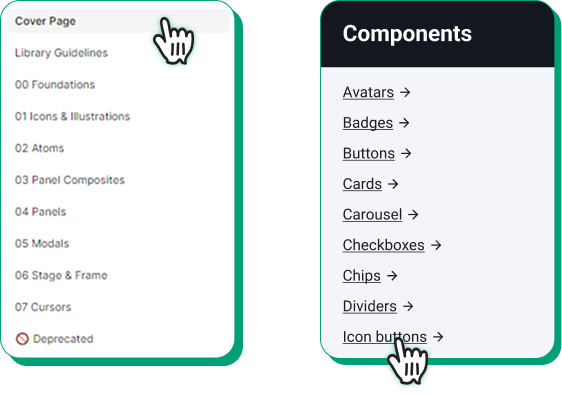 Cover Page
Library Guidelines
00 Foundations
01 Icons & Illustrations
02 Atoms
03 Panel Composites
04 Panels
05 Modals
06 Stage & Frame
07 Cursors
🚫 Deprecated
Components
Avatars →
Badges →
Buttons →
Cards →
Carousel →
Checkboxes →
Chips →
Dividers →
Icon buttons →